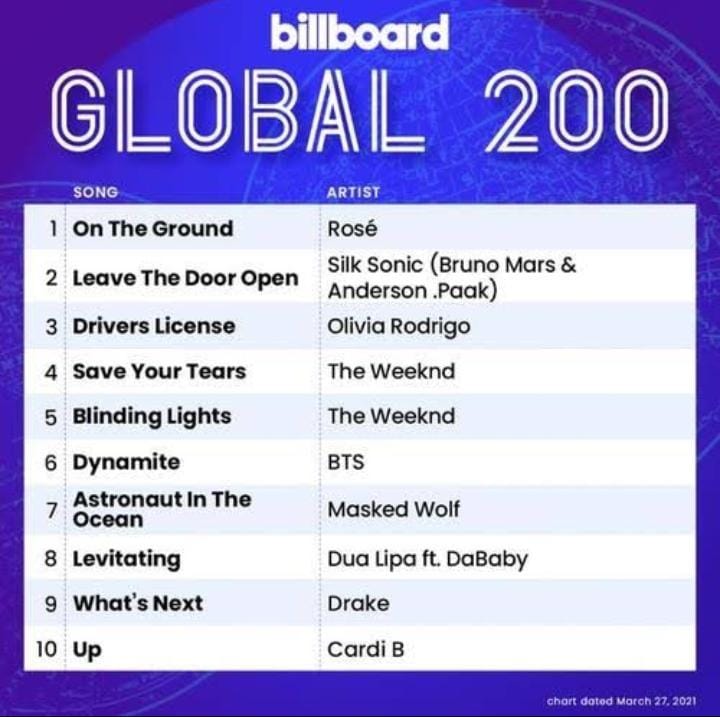 billboard
GLOBAL 200
SONG ARTIST
1 On The Ground Rosé
2 Leave The Door Open Silk Sonic (Bruno Mars &
Anderson .Paak)
3 Drivers License Olivia Rodrigo
4 Save Your Tears The Weeknd
5 Blinding Lights The Weeknd
6 Dynamite BTS
7 Astronaut In The
Ocean Masked Wolf
8 Levitating Dua Lipa ft. DaBaby
9 What's Next Drake
10 Up Cardi B
chart dated March 27, 2021